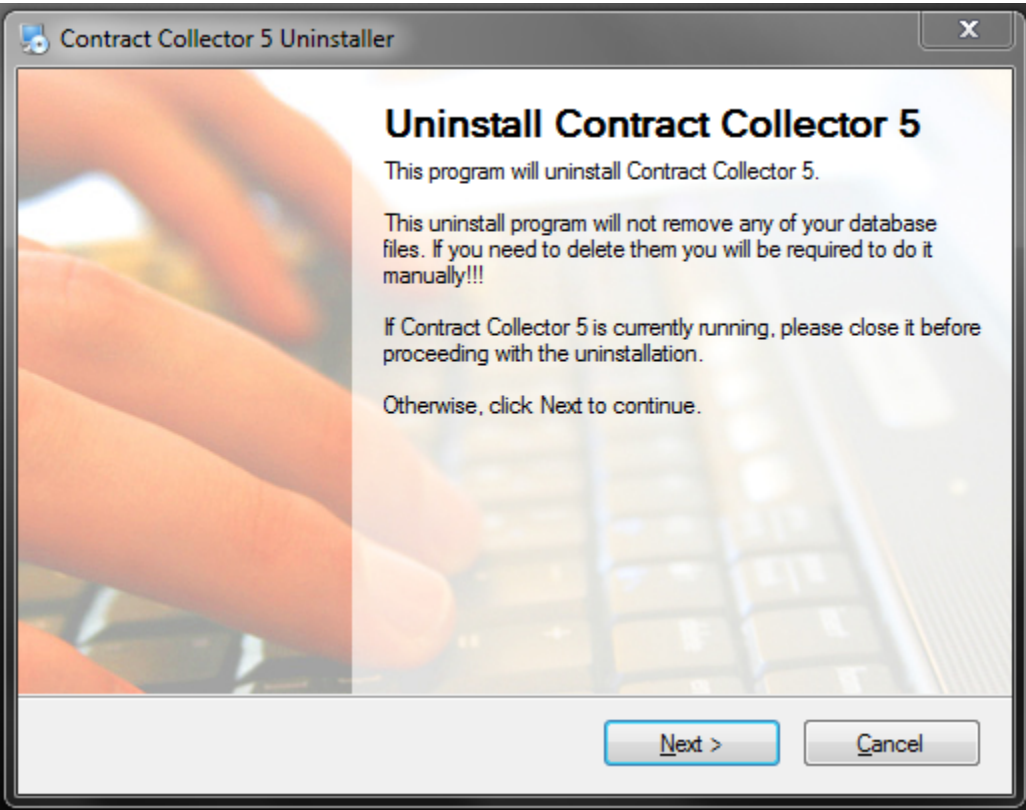 Contract Collector 5 Uninstaller
Uninstall Contract Collector 5
This program will uninstall Contract Collector 5.
This uninstall program will not remove any of your database
files. If you need to delete them you will be required to do it
manually!!!
If Contract Collector 5 is currently running, please close it before
proceeding with the uninstallation.
Otherwise, click Next to continue.
Next >
Cancel